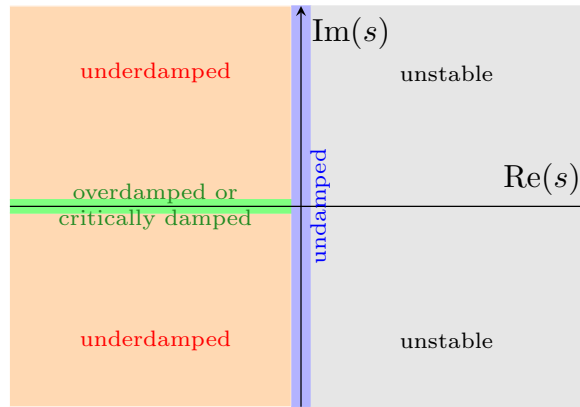 Im(s)
underdamped
unstable
undamped
Re(s)
overdamped or
critically damped
underdamped
unstable